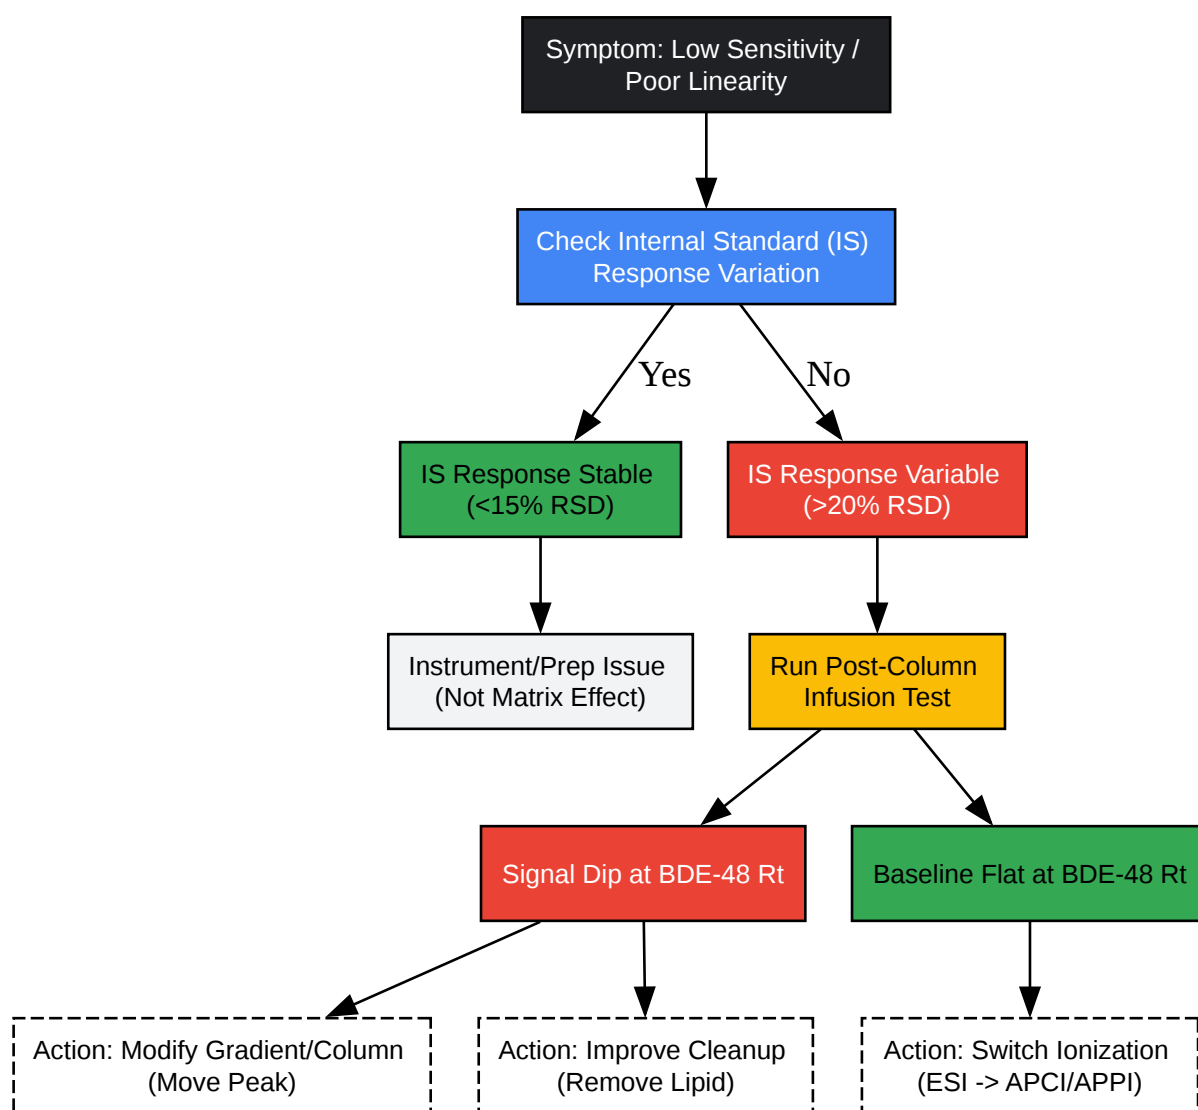 Symptom: Low Sensitivity /
Poor Linearity
Check Internal Standard (IS)
Response Variation
Yes
No
IS Response Stable
(<15% RSD)
IS Response Variable
(>20% RSD)
Instrument/Prep Issue
(Not Matrix Effect)
Run Post-Column
Infusion Test
Signal Dip at BDE-48 Rt
Baseline Flat at BDE-48 Rt
Action: Modify Gradient/Column
(Move Peak)
Action: Improve Cleanup
(Remove Lipid)
Action: Switch Ionization
(ESI -> APCI/APPI)